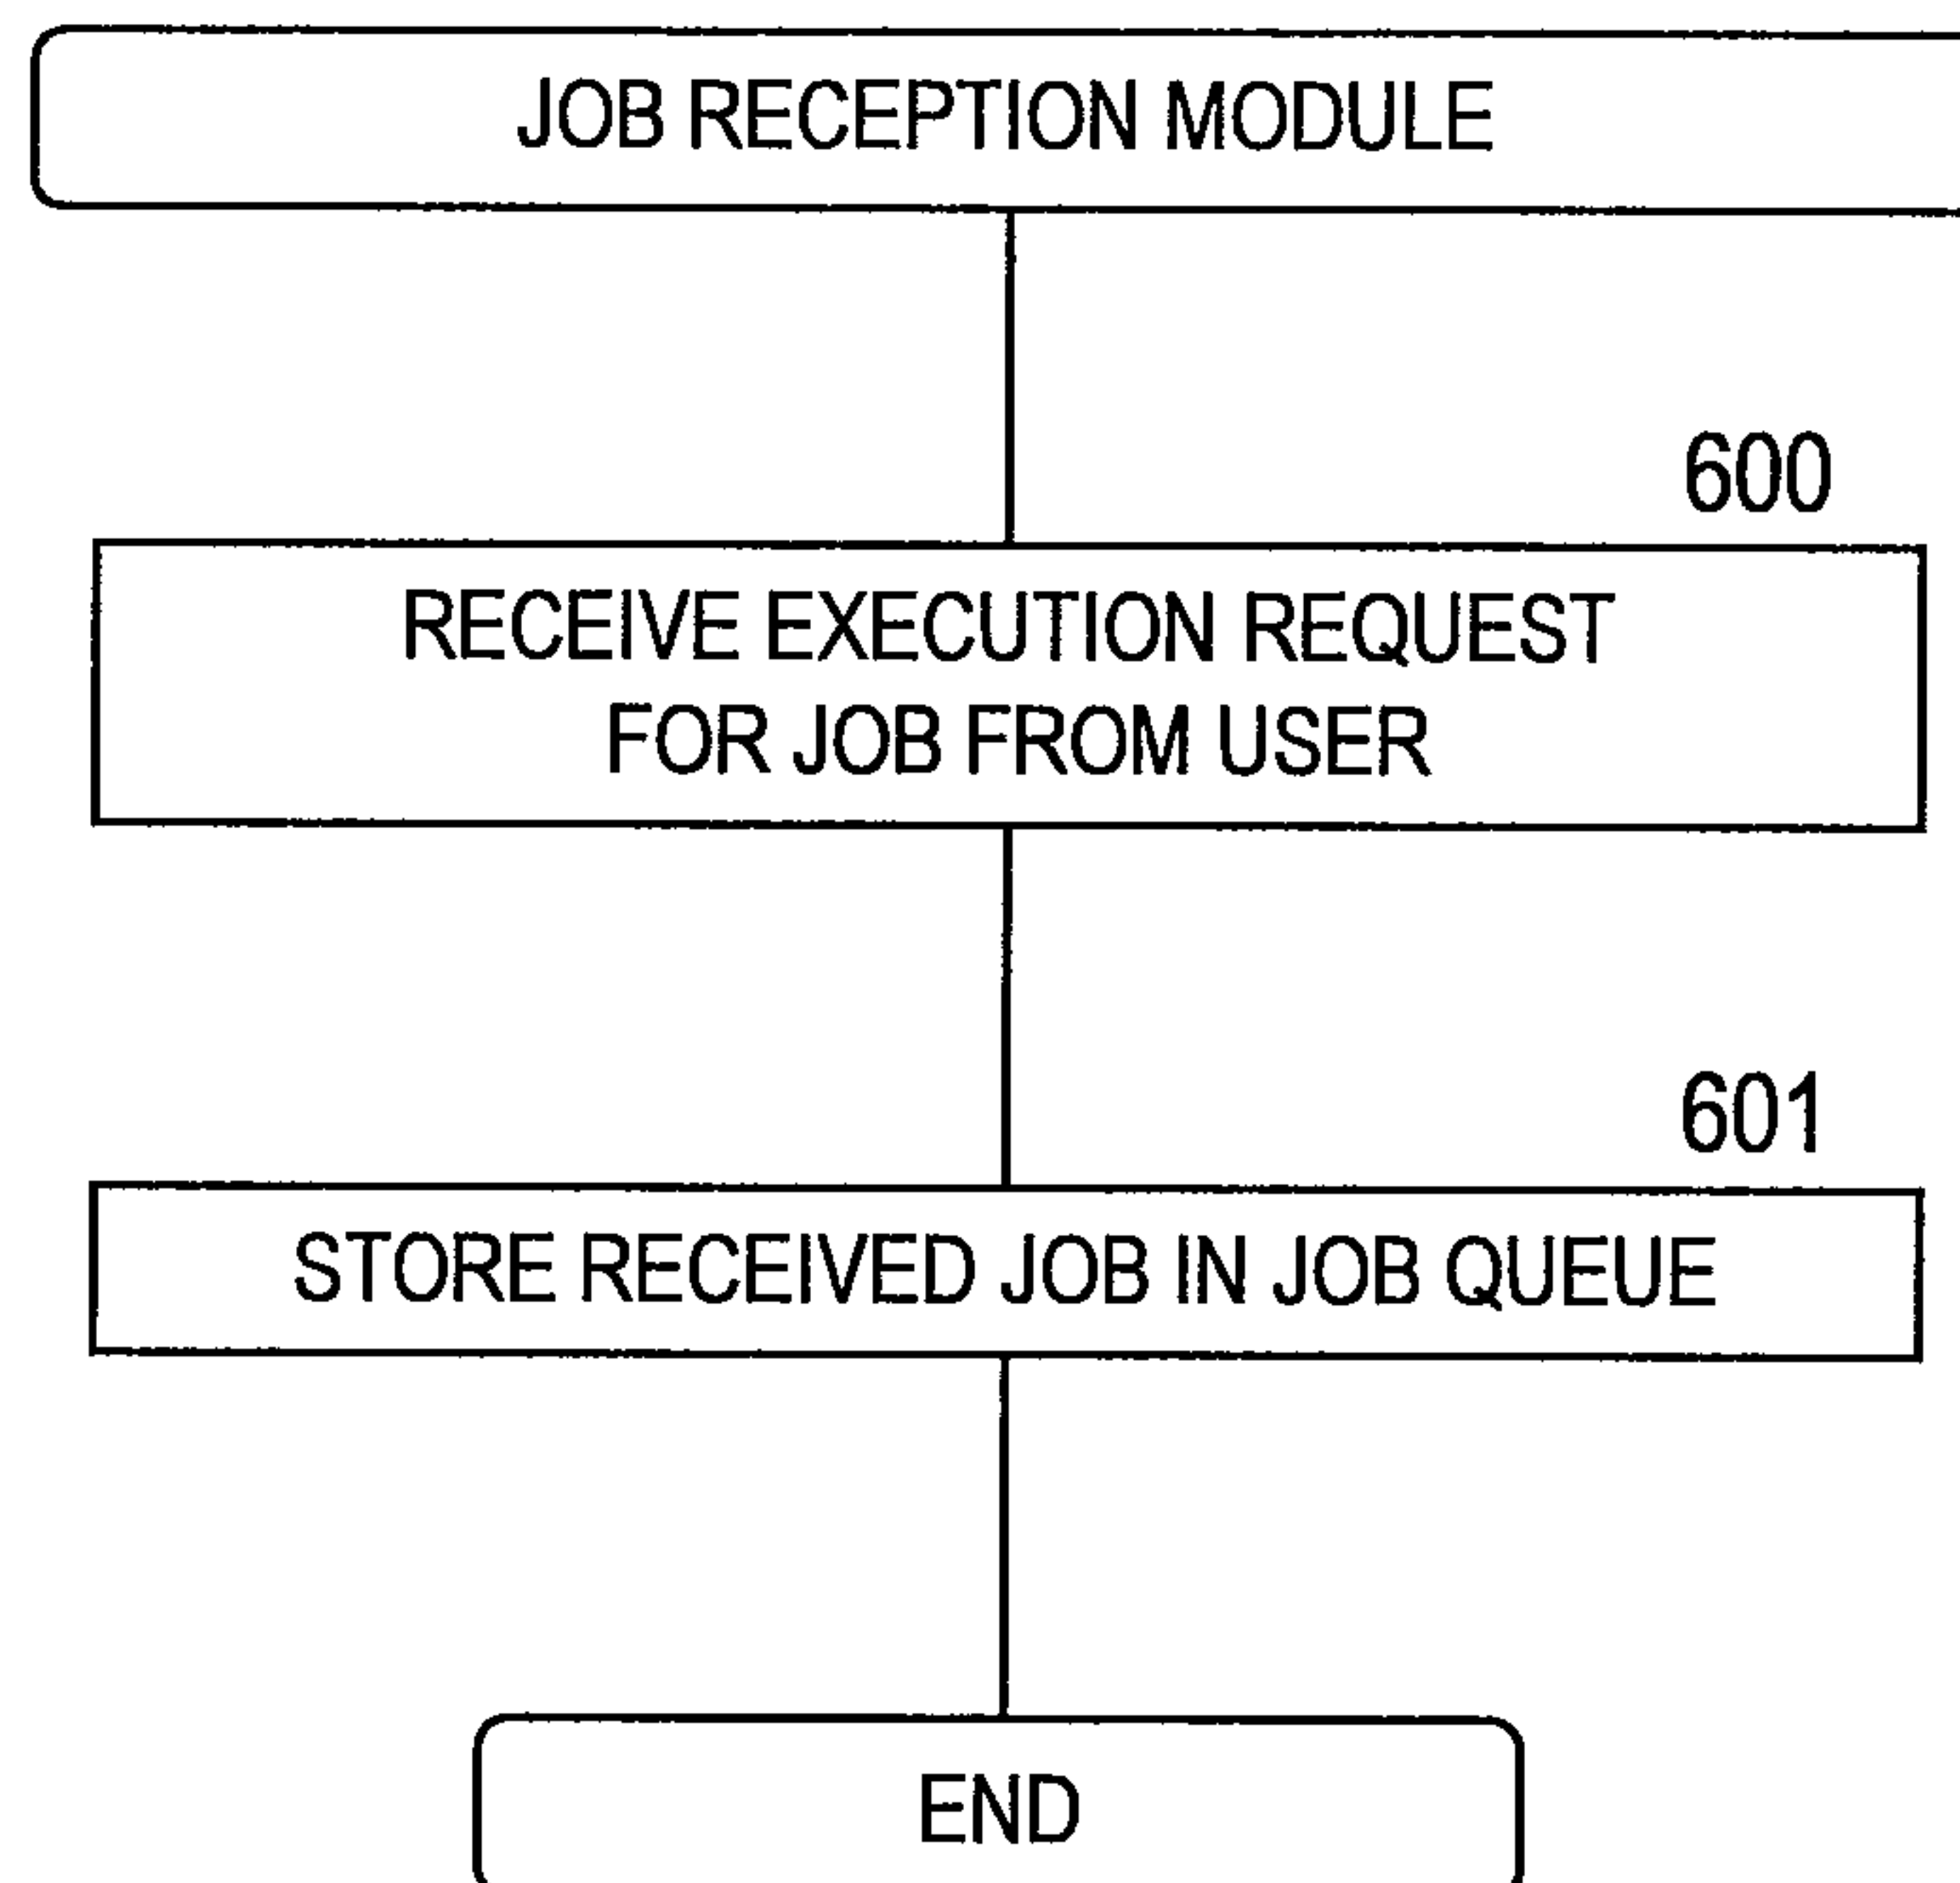 JOB RECEPTION MODULE
600
RECEIVE EXECUTION REQUEST
FOR JOB FROM USER
601
STORE RECEIVED JOB IN JOB QUEUE
END